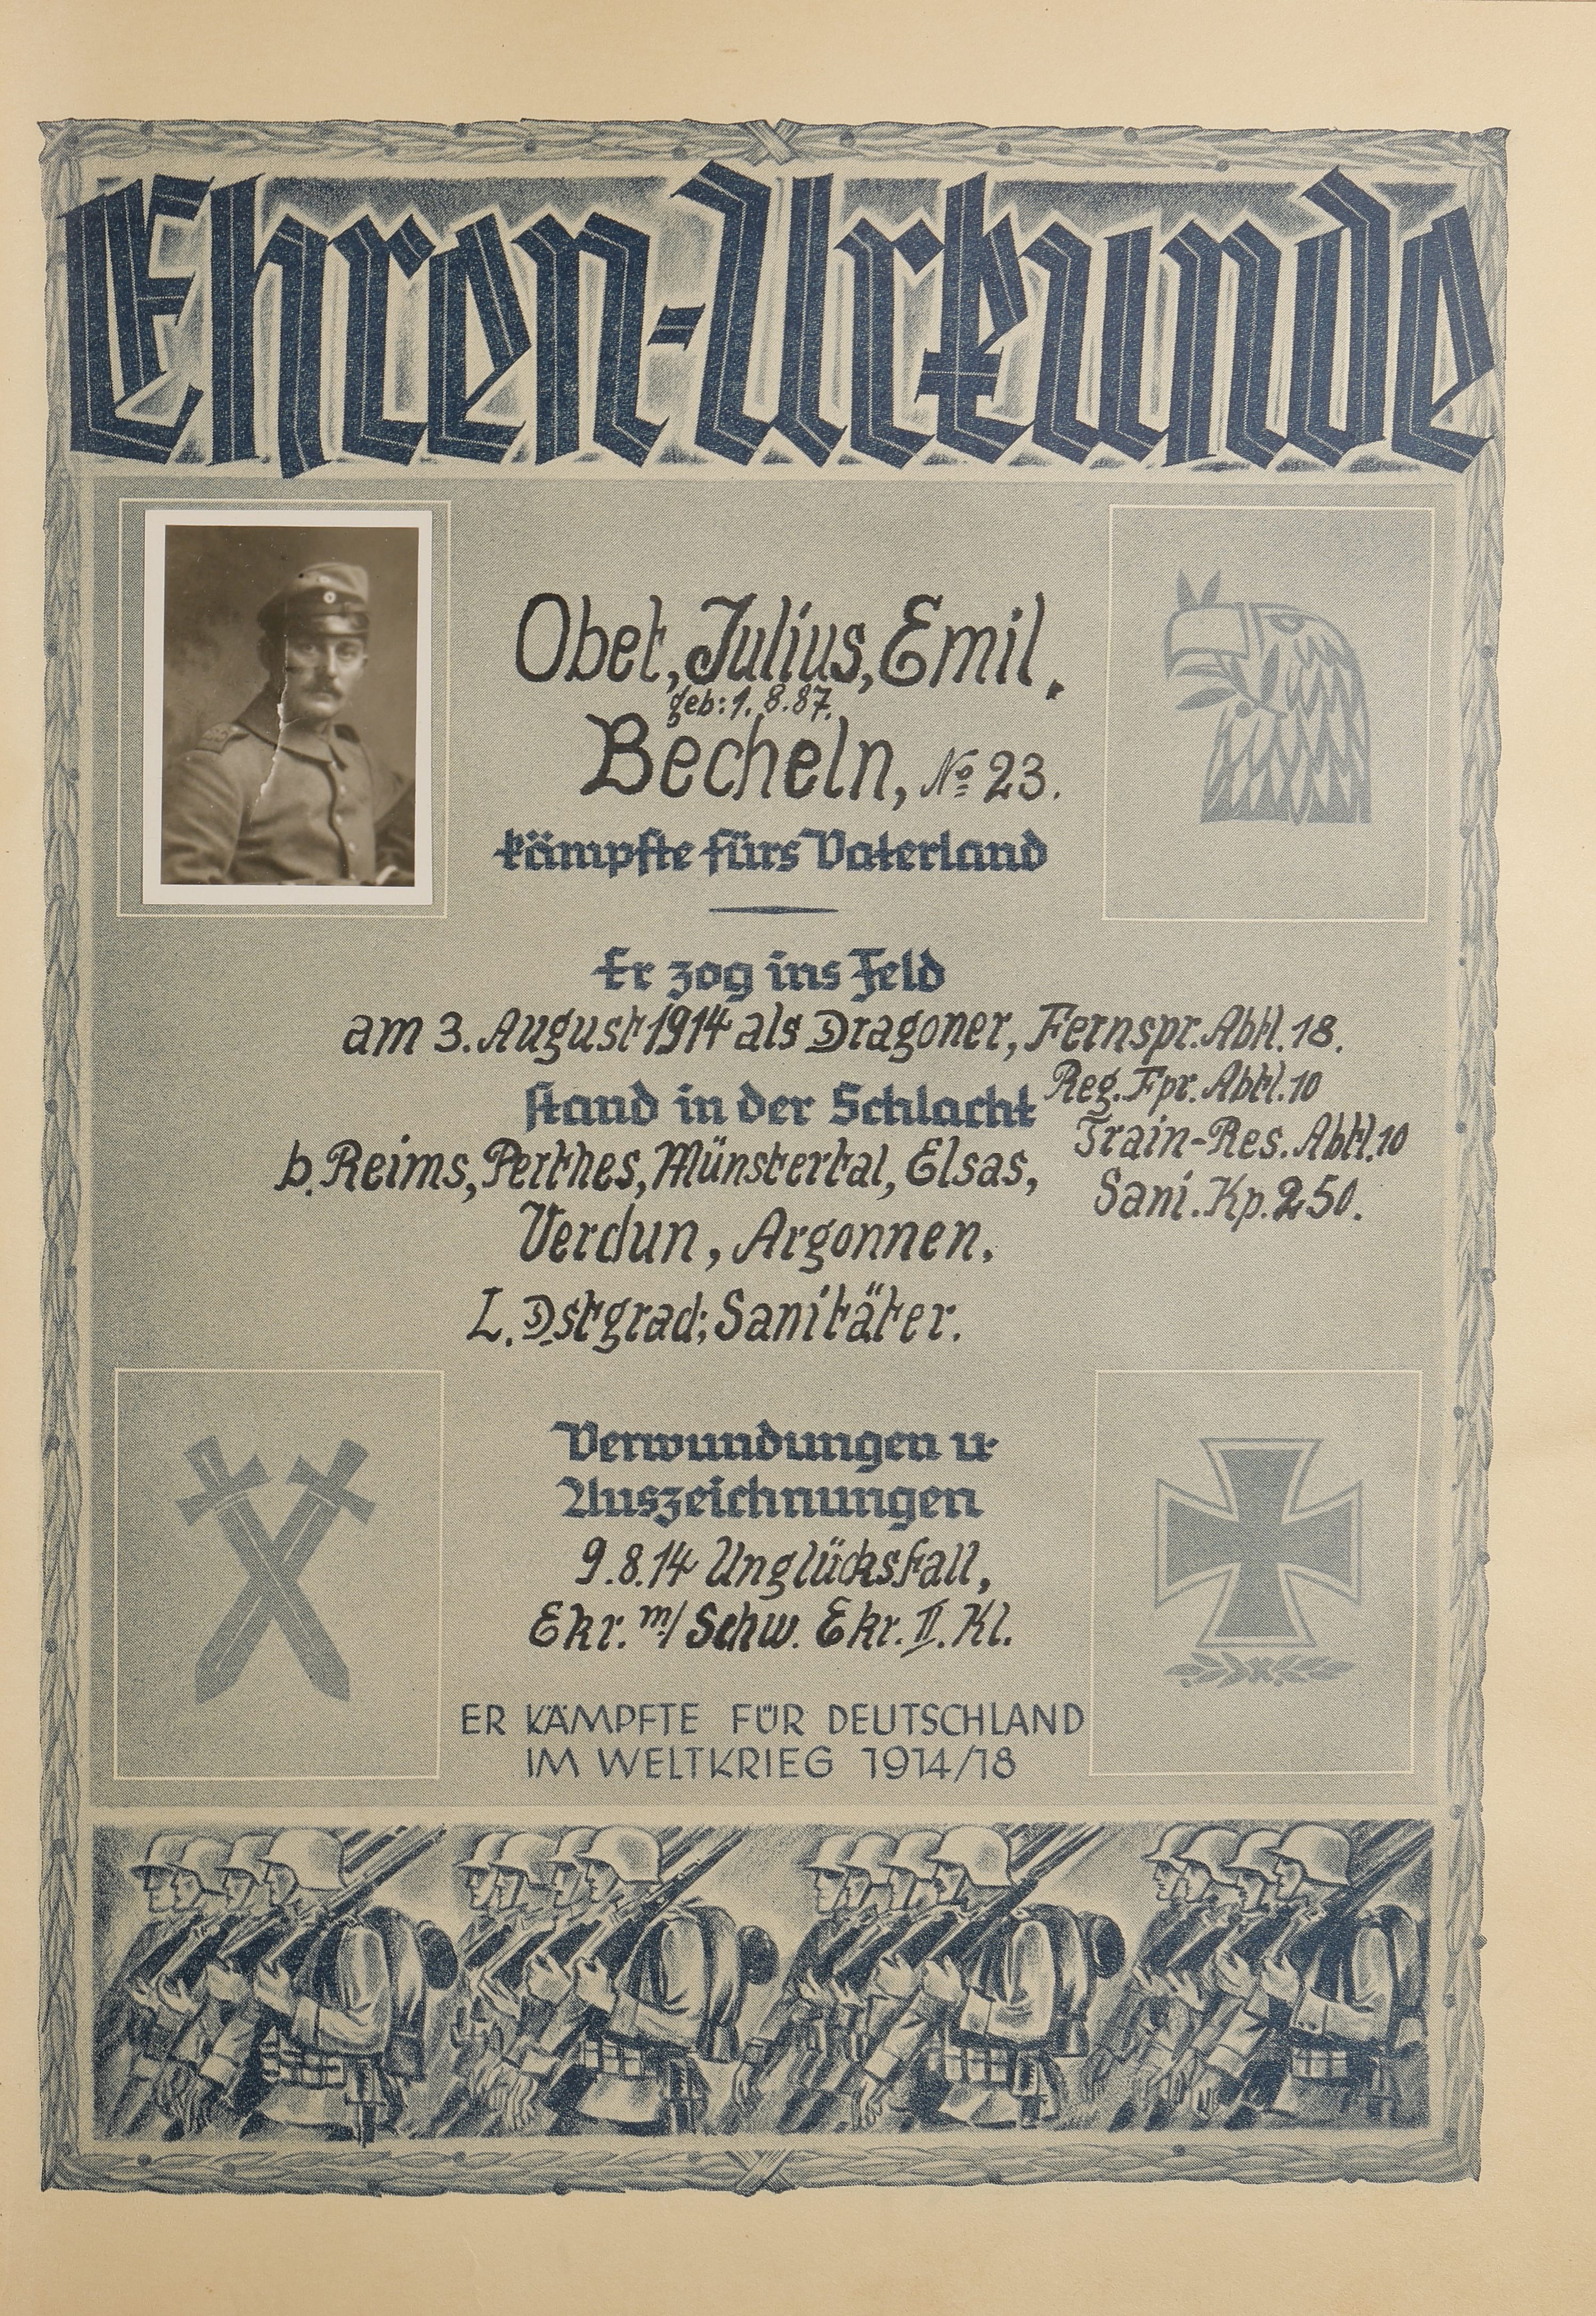 Ehren-Urkunde
Obel, Julius, Emil.
geb: 1. 8. 87.
Becheln, No 23.
kämpfte fürs Vaterland
Er zog ins Feld
am 3. August 1914 als Dragoner, Fernspr. Abtl. 18.
Reg. Fpr. Abtl. 10
stand in der Schlacht
Train-Res. Abtl. 10
b. Reims, Perthes, Münstertal, Elsas,
Sani. Kp. 250.
Verdun, Argonnen.
L. Dstgrad; Sanitäter.
Verwundungen u.
Auszeichnungen
9.8.14 Unglücksfall,
Ekr. m/ Schw. Ekr. II. Kl.
ER KÄMPFTE FÜR DEUTSCHLAND
IM WELTKRIEG 1914/18